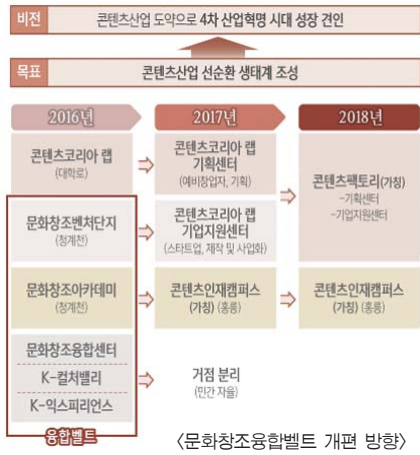 비전
콘텐츠산업 도약으로 4차 산업혁명 시대 성장 견인
목표
콘텐츠산업 선순환 생태계 조성
2016년
2017년
2018년
콘텐츠코리아 랩
(대학로)
콘텐츠코리아 랩
기획센터
(예비창업자, 기획)
콘텐츠팩토리(가칭)
-기획센터
-기업지원센터
문화창조벤처단지
(청계천)
콘텐츠코리아 랩
기업지원센터
(스타트업, 제작 및 사업화)
문화창조아카데미
(청계천)
콘텐츠인재캠퍼스
(가칭) (홍릉)
콘텐츠인재캠퍼스
(가칭) (홍릉)
문화창조융합센터
K-컬처밸리
K-익스피리언스
거점 분리
(민간 자율)
융합벨트
<문화창조융합벨트 개편 방향>